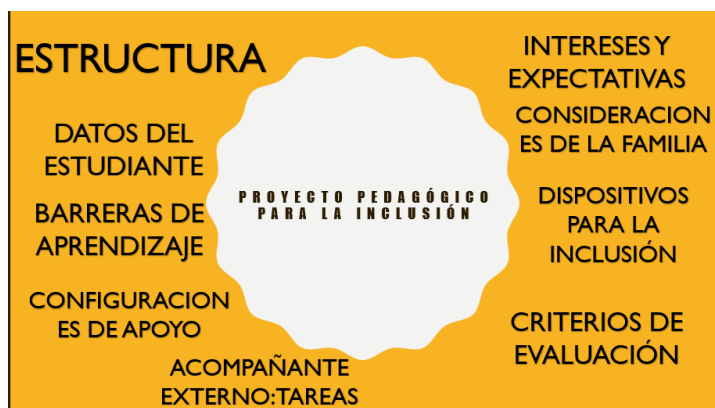 ESTRUCTURA
DATOS DEL
ESTUDIANTE
BARRERAS DE
APRENDIZAJE
CONFIGURACION
ES DE APOYO
ACOMPAÑANTE
EXTERNO:TAREAS
PROYECTO PEDAGÓGICO
PARA LA INCLUSIÓN
INTERESES Y
EXPECTATIVAS
CONSIDERACION
ES DE LA FAMILIA
DISPOSITIVOS
PARA LA
INCLUSIÓN
CRITERIOS DE
EVALUACIÓN